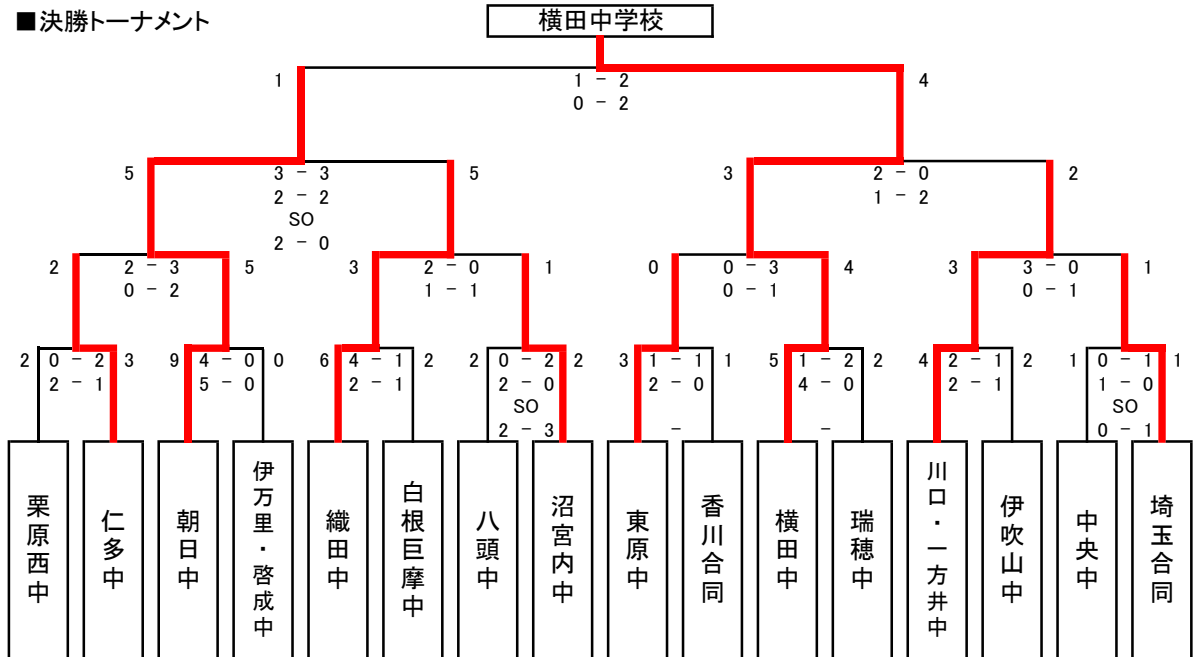 ■決勝トーナメント
横田中学校
1 1 - 2 4
0 - 2
5 3 - 3 5 3 2 - 0 2
2 - 2 1 - 2
SO
2 - 0
2 2 - 3 5 3 2 - 0 1 0 0 - 3 4 3 3 - 0 1
0 - 2 1 - 1 0 - 1 0 - 1
2 0 - 2 3 9 4 - 0 0 6 4 - 1 2 2 0 - 2 2 3 1 - 1 1 5 1 - 2 2 4 2 - 1 2 1 0 - 1 1
2 - 1 5 - 0 2 - 1 2 - 0 2 - 0 4 - 0 2 - 1 1 - 0
SO SO
2 - 3 - - 0 - 1
栗原西中
仁多中
朝日中
伊万里・啓成中
織田中
白根巨摩中
八頭中
沼宮内中
東原中
香川合同
横田中
瑞穂中
川口・一方井中
伊吹山中
中央中
埼玉合同